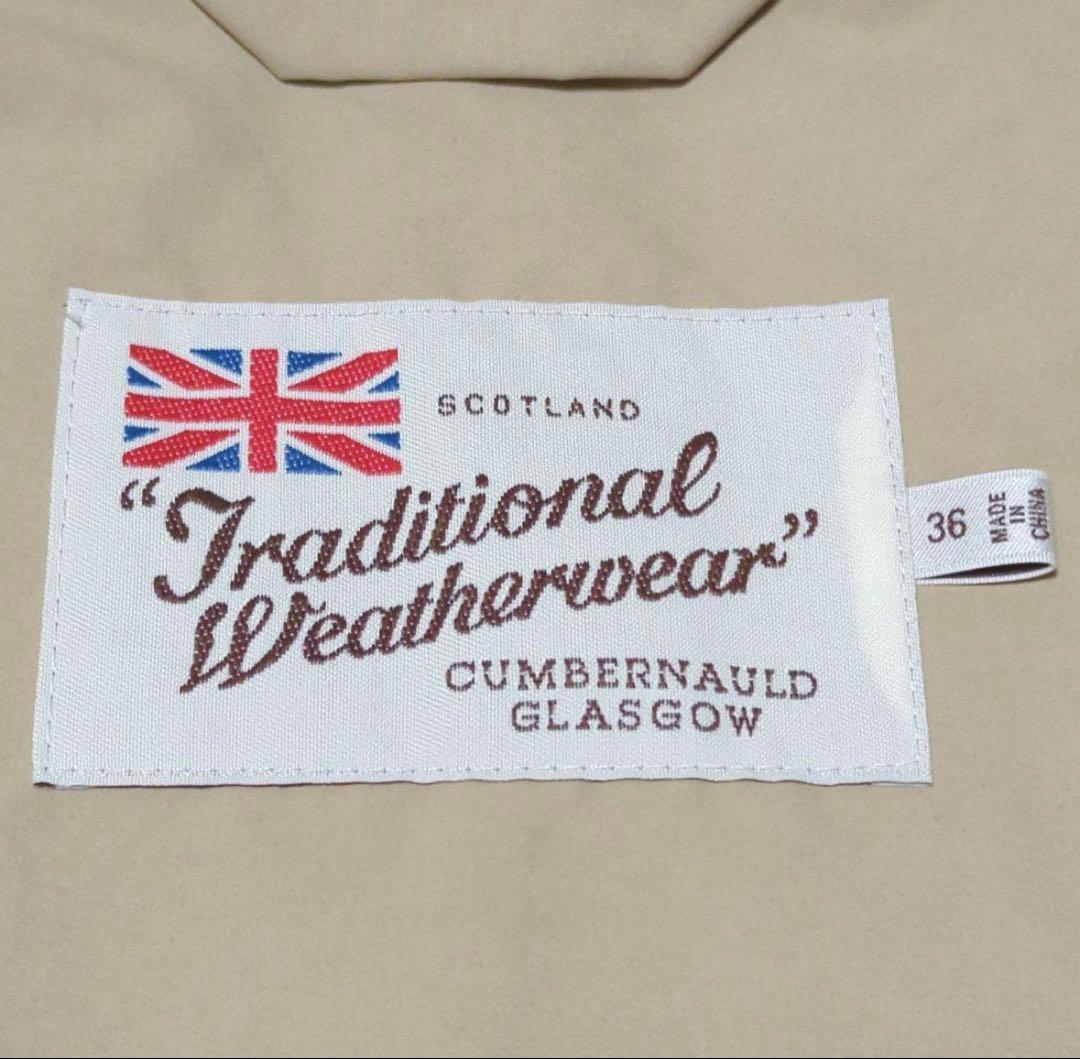 SCOTLAND
“Traditional
Weatherwear”
CUMBERNAULD
GLASGOW
36
MADE
IN
CHINA